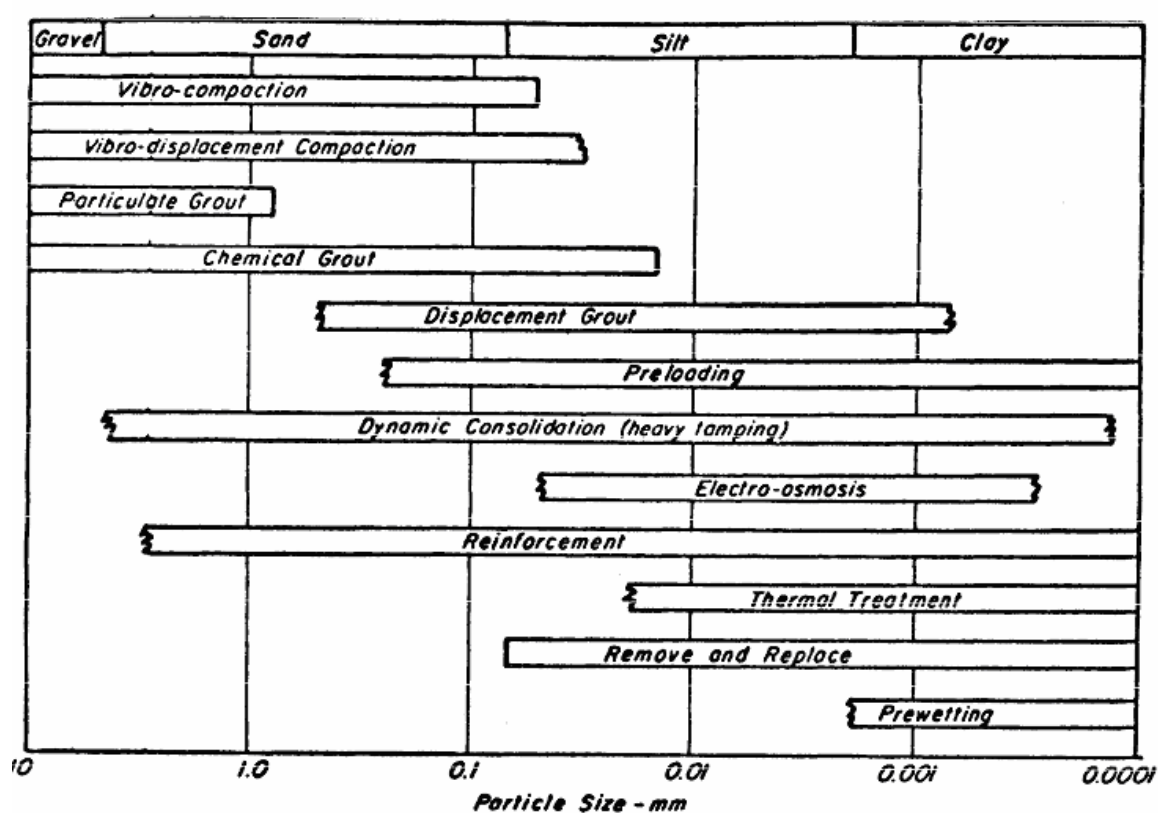 Gravel Sand Silt Clay
Vibro-compaction
Vibro-displacement Compaction
Particulate Grout
Chemical Grout
Displacement Grout
Preloading
Dynamic Consolidation (heavy tamping)
Electro-osmosis
Reinforcement
Thermal Treatment
Remove and Replace
Prewetting
10 1.0 0.1 0.01 0.001 0.0001
Particle Size - mm